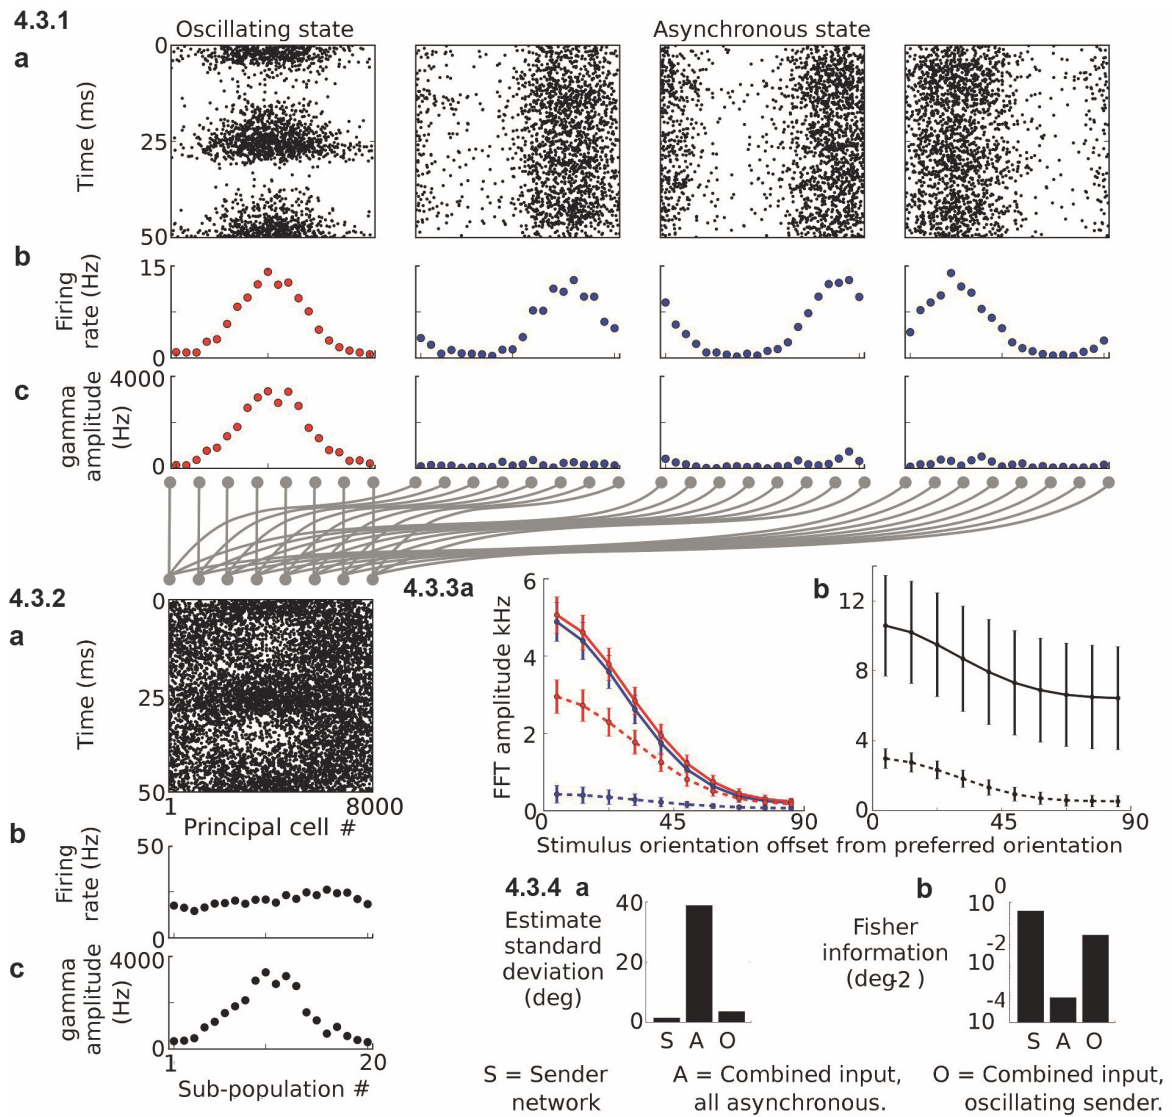 4.3.1
Oscillating state
Asynchronous state
a
0
25
50
Time (ms)
b
15
0
Firing
rate (Hz)
c
4000
0
gamma
amplitude
(Hz)
4.3.2
a
0
25
50
Time (ms)
1
8000
Principal cell #
b
50
0
Firing
rate (Hz)
c
4000
0
gamma
amplitude
(Hz)
1
20
Sub-population #
4.3.3a
6
4
2
0
FFT amplitude kHz
0
45
90
b
12
8
4
0
0
45
90
Stimulus orientation offset from preferred orientation
4.3.4 a
Estimate
standard
deviation
(deg)
40
20
0
S A O
b
Fisher
information
(deg-2 )
0
10
-2
10
-4
10
S A O
S = Sender
network
A = Combined input,
all asynchronous.
O = Combined input,
oscillating sender.